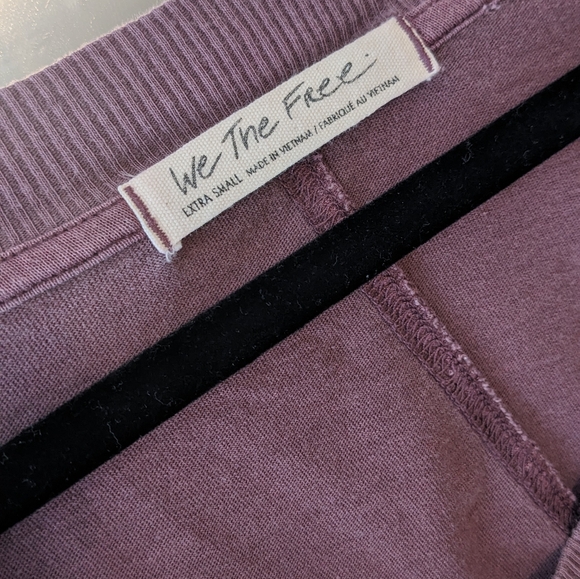 We The Free.
EXTRA SMALL MADE IN VIETNAM / FABRIQUÉ AU VIETNAM